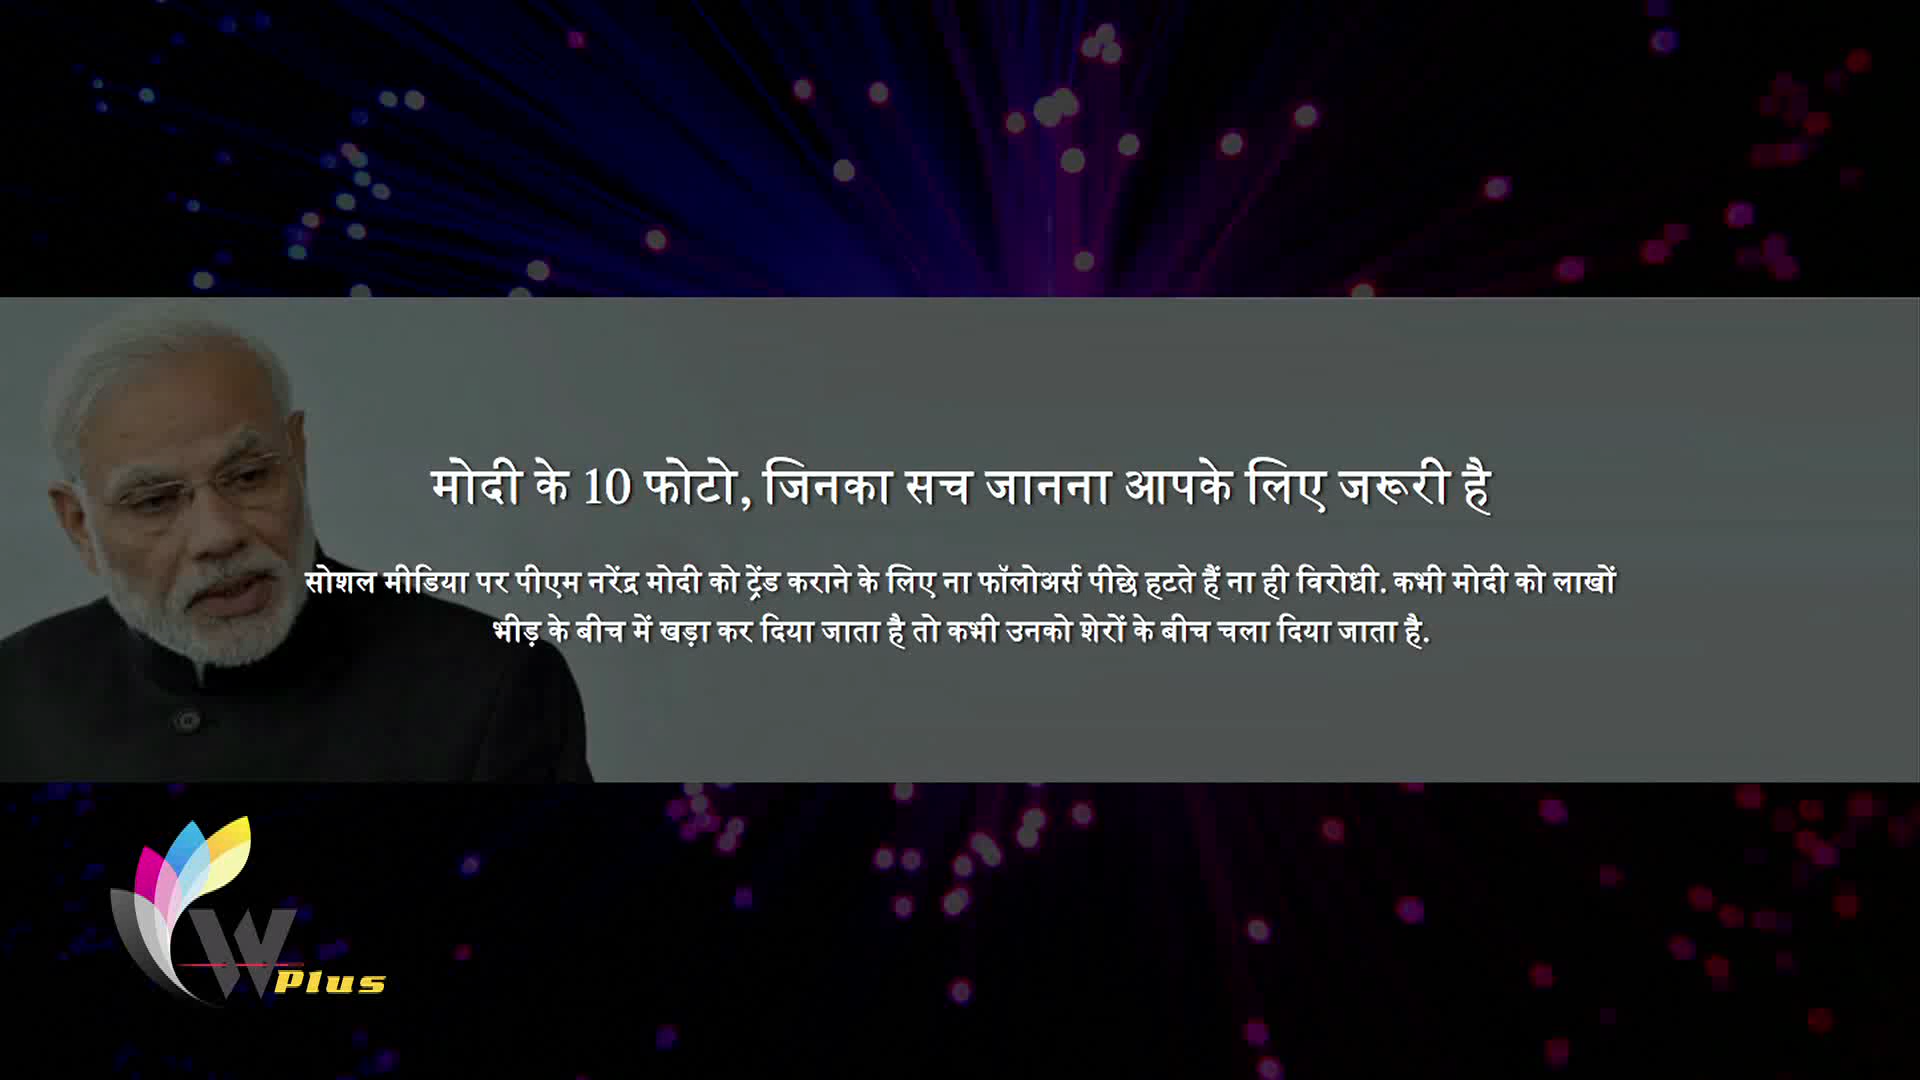 मोदी के 10 फोटो, जिनका सच जानना आपके लिए जरूरी है
सोशल मीडिया पर पीएम नरेंद्र मोदी को ट्रेंड कराने के लिए ना फॉलोअर्स पीछे हटते हैं ना ही विरोधी. कभी मोदी को लाखों
भीड़ के बीच में खड़ा कर दिया जाता है तो कभी उनको शेरों के बीच चला दिया जाता है.
W Plus